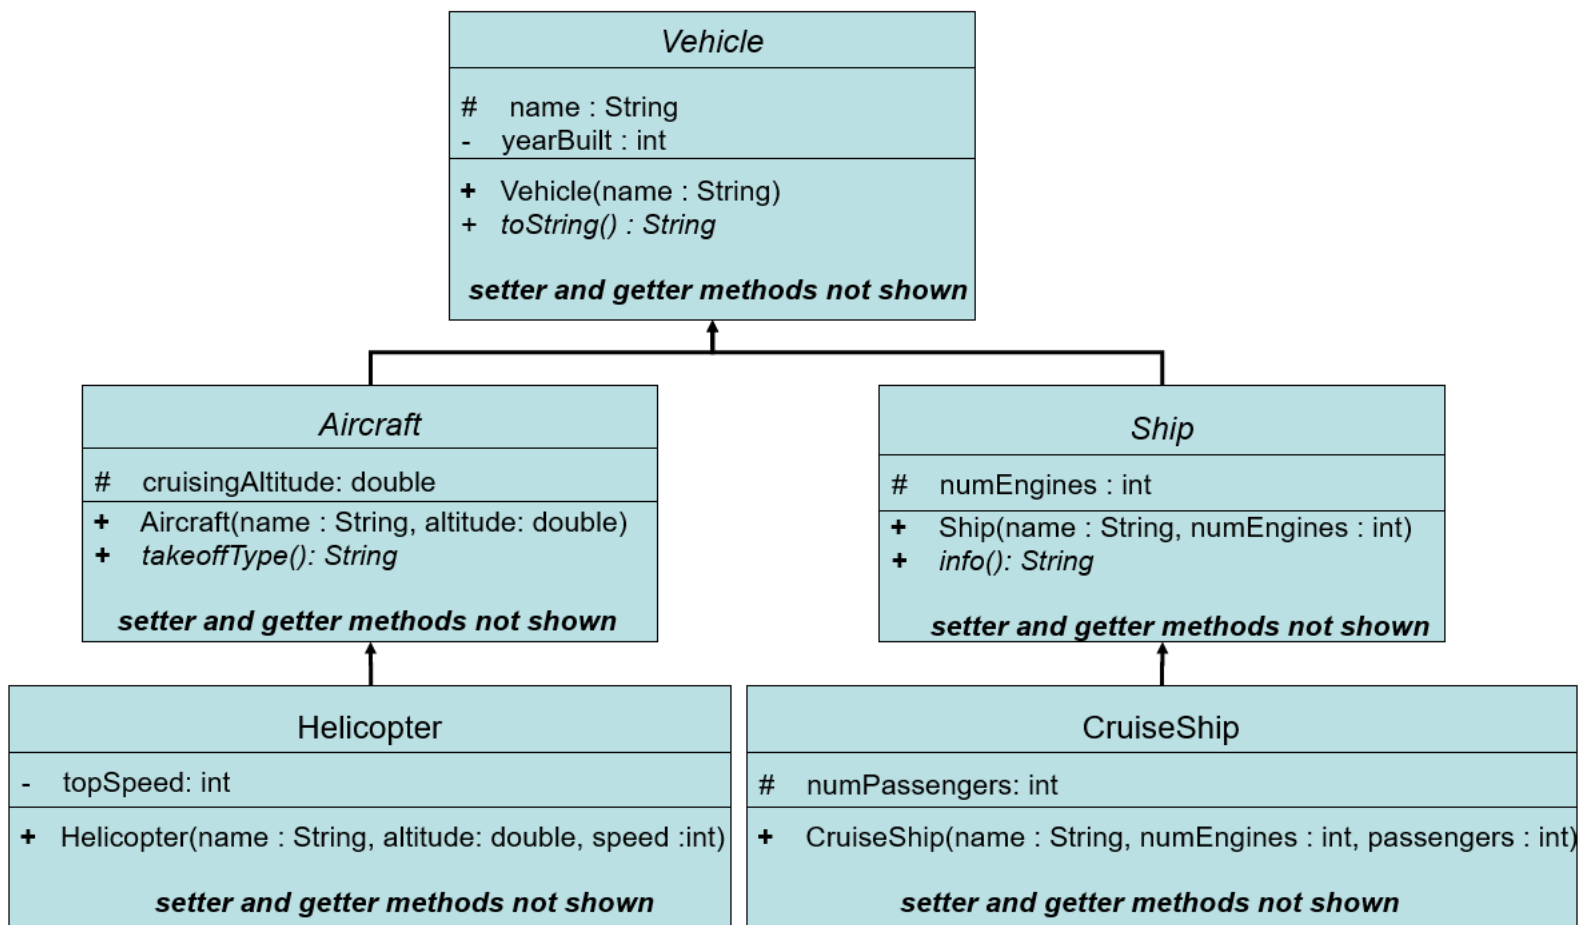 Vehicle
# name : String
- yearBuilt : int
+ Vehicle(name : String)
+ toString() : String
setter and getter methods not shown
Aircraft
# cruisingAltitude: double
+ Aircraft(name : String, altitude: double)
+ takeoffType(): String
setter and getter methods not shown
Ship
# numEngines : int
+ Ship(name : String, numEngines : int)
+ info(): String
setter and getter methods not shown
Helicopter
- topSpeed: int
+ Helicopter(name : String, altitude: double, speed :int)
setter and getter methods not shown
CruiseShip
# numPassengers: int
+ CruiseShip(name : String, numEngines : int, passengers : int)
setter and getter methods not shown